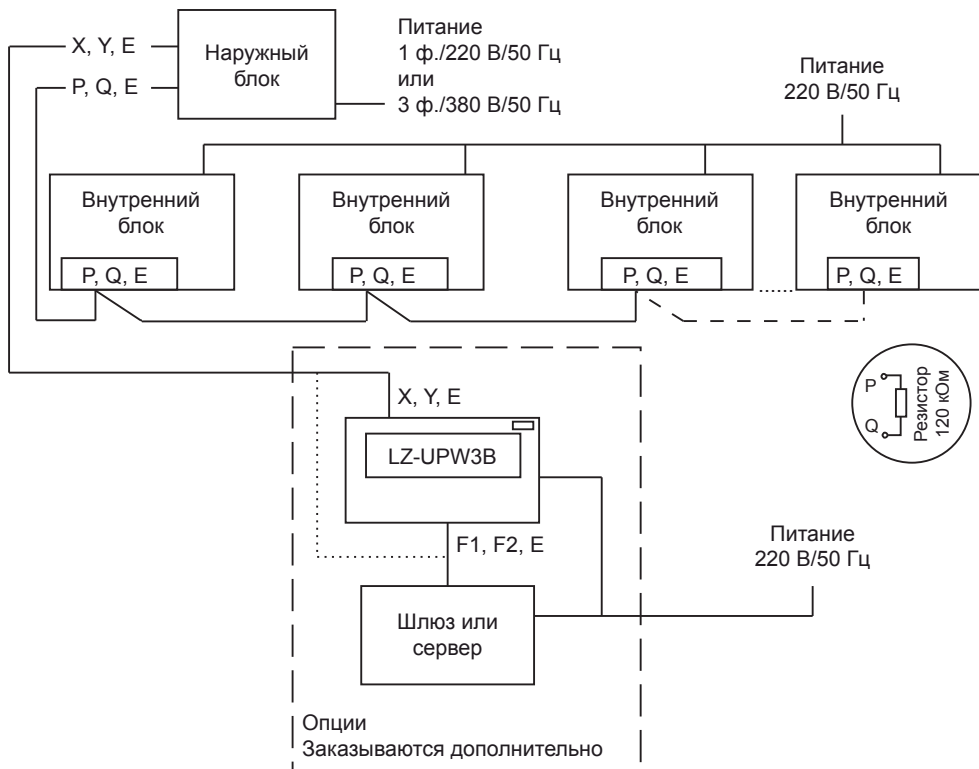 X, Y, E
P, Q, E
Наружный
блок
Питание
1 ф./220 В/50 Гц
или
3 ф./380 В/50 Гц
Питание
220 В/50 Гц
Внутренний
блок
P, Q, E
Внутренний
блок
P, Q, E
Внутренний
блок
P, Q, E
Внутренний
блок
P, Q, E
P
Q
Резистор
120 кОм
X, Y, E
LZ-UPW3B
F1, F2, E
Шлюз или
сервер
Питание
220 В/50 Гц
Опции
Заказываются дополнительно